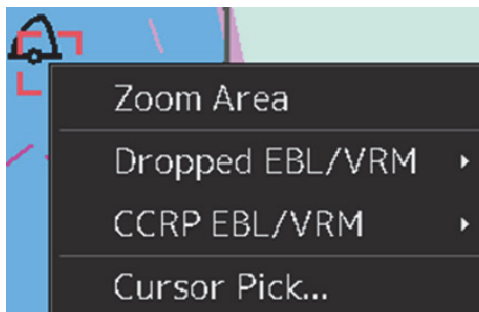 Zoom Area
Dropped EBL/VRM
CCRP EBL/VRM
Cursor Pick...